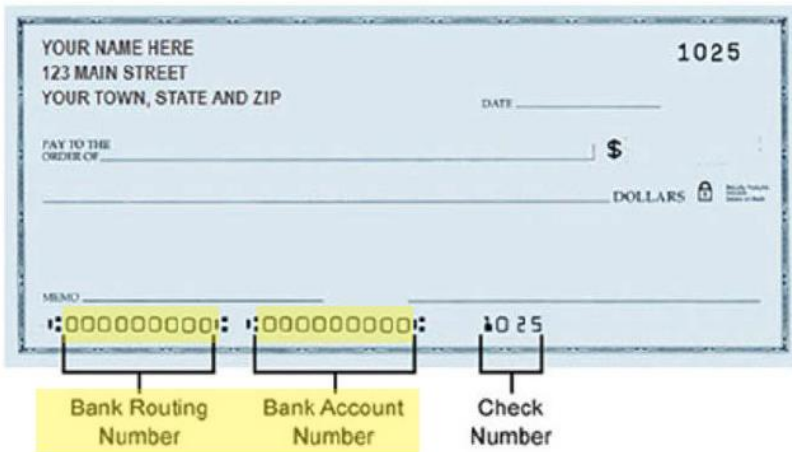 YOUR NAME HERE
1025
123 MAIN STREET
YOUR TOWN, STATE AND ZIP
DATE
PAY TO THE
ORDER OF
$
DOLLARS
MEMO
⑆000000000⑆ ⑆000000000⑆ 1025
Bank Routing Number
Bank Account Number
Check Number